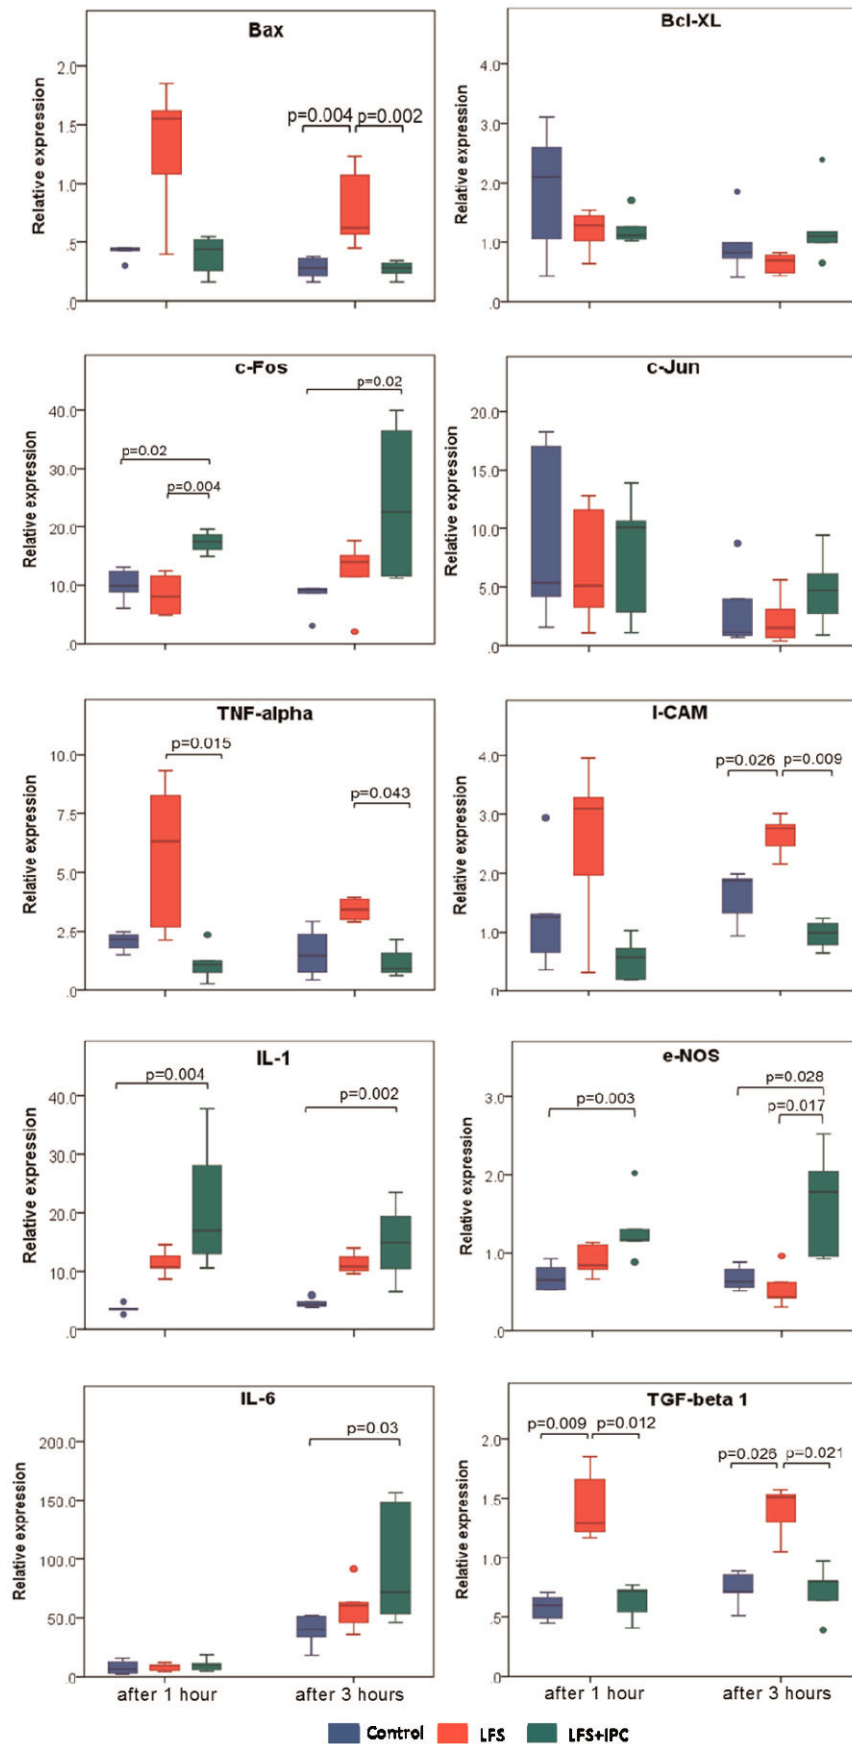 Bax
Relative expression
2.0
1.5
1.0
.5
.0
p=0.004
p=0.002
Bcl-XL
Relative expression
4.0
3.0
2.0
1.0
.0
c-Fos
Relative expression
40.0
30.0
20.0
10.0
.0
p=0.02
p=0.004
p=0.02
c-Jun
Relative expression
20.0
15.0
10.0
5.0
.0
TNF-alpha
Relative expression
10.0
7.5
5.0
2.5
.0
p=0.015
p=0.043
I-CAM
Relative expression
4.0
3.0
2.0
1.0
.0
p=0.026
p=0.009
IL-1
Relative expression
40.0
30.0
20.0
10.0
.0
p=0.004
p=0.002
e-NOS
Relative expression
3.0
2.0
1.0
.0
p=0.003
p=0.028
p=0.017
IL-6
Relative expression
200.0
150.0
100.0
50.0
.0
p=0.03
after 1 hour
after 3 hours
TGF-beta 1
Relative expression
2.0
1.5
1.0
.5
.0
p=0.009
p=0.012
p=0.026
p=0.021
after 1 hour
after 3 hours
Control
LFS
LFS+IPC